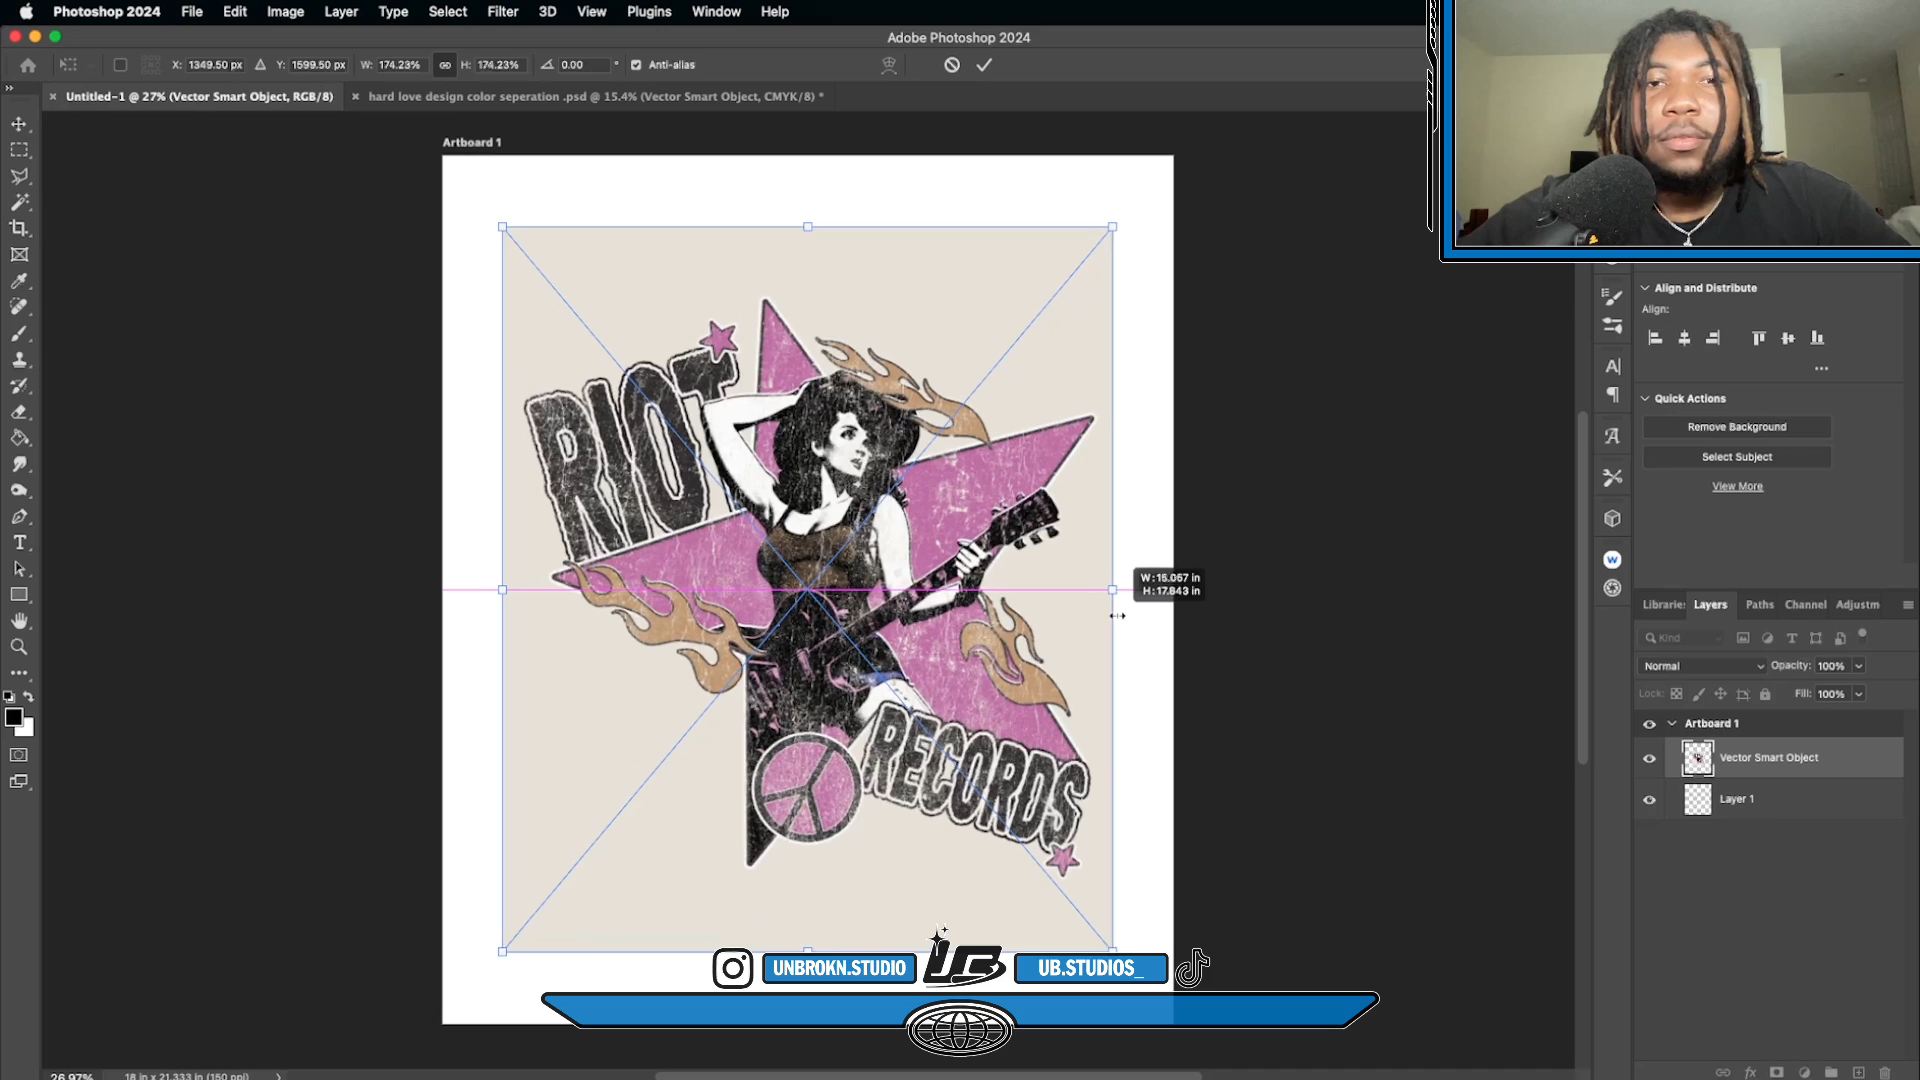 Photoshop 2024 File Edit Image Layer Type Select Filter 3D View Plugins Window Help
Adobe Photoshop 2024
X: 1349.50 px Y: 1599.50 px W: 174.23% H: 174.23% 0.00 ° Anti-alias
Untitled-1 @ 27% (Vector Smart Object, RGB/8)
hard love design color seperation .psd @ 15.4% (Vector Smart Object, CMYK/8) *
Artboard 1
RIOT
RECORDS
W: 15.067 in
H: 17.843 in
Align and Distribute
Align:
Quick Actions
Remove Background
Select Subject
View More
Libraries Layers Paths Channel Adjustm
Kind
Normal Opacity: 100%
Lock: Fill: 100%
Artboard 1
Vector Smart Object
Layer 1
UNBROKN.STUDIO UB UB.STUDIOS_
26.97% 18 in x 21.333 in (150 ppi)